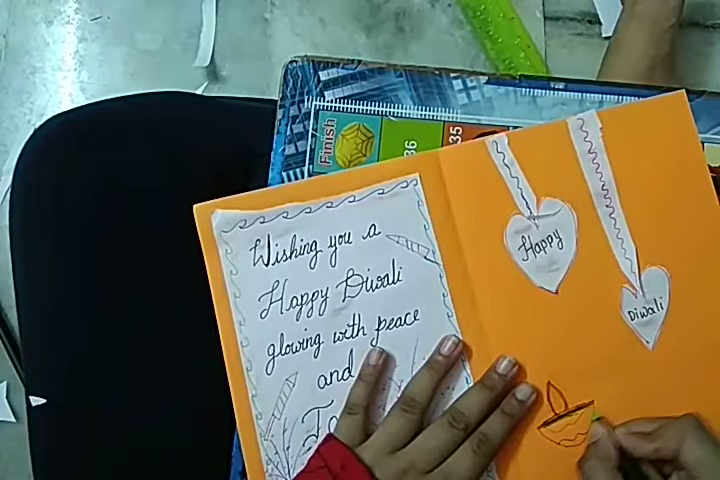 Finish
36
35
Wishing you a
Happy Diwali
glowing with peace
and
Happy
Diwali